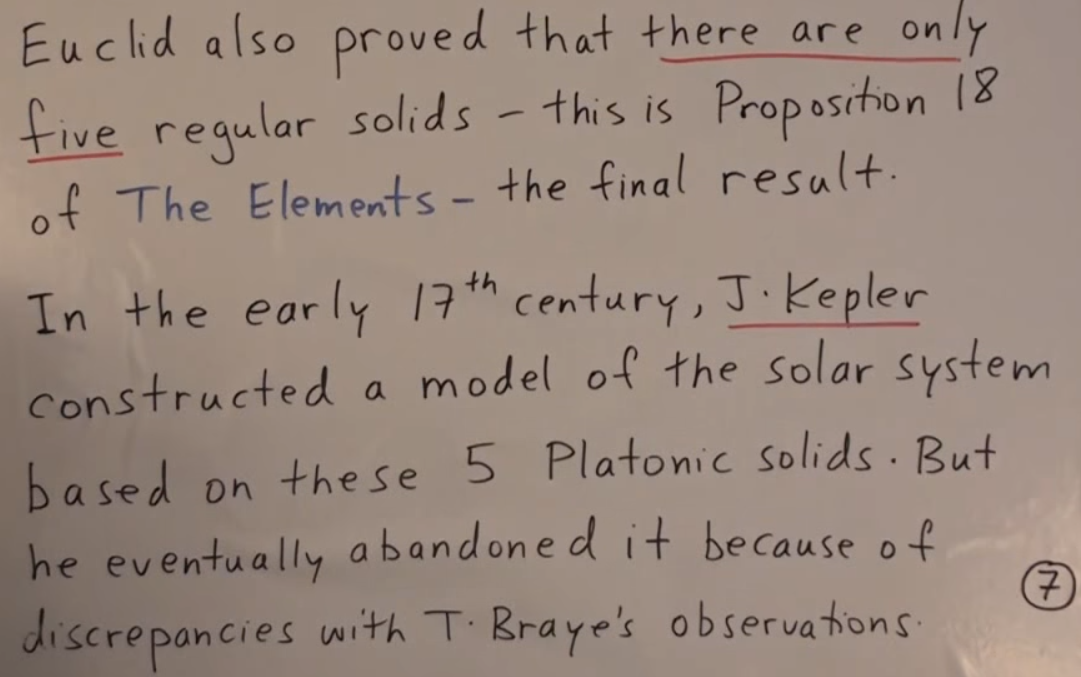 Euclid also proved that there are only
five regular solids - this is Proposition 18
of The Elements - the final result.
In the early 17th century, J. Kepler
constructed a model of the solar system
based on these 5 Platonic solids. But
he eventually abandoned it because of
discrepancies with T. Braye's observations.
7